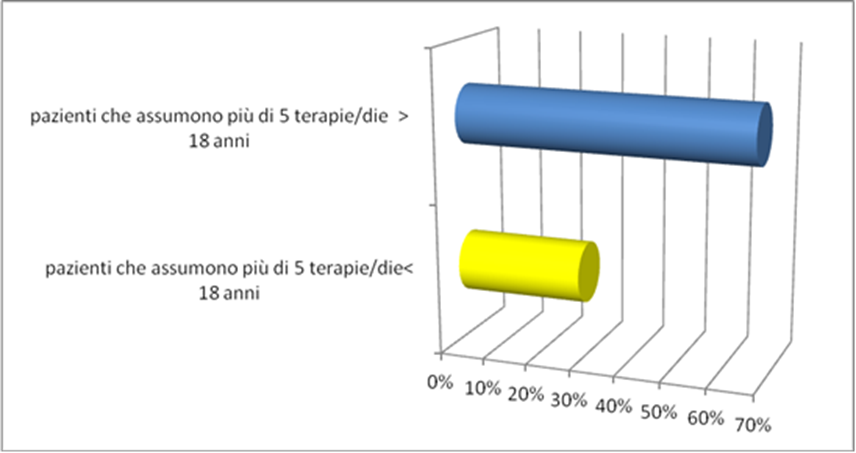 pazienti che assumono più di 5 terapie/die >
18 anni
pazienti che assumono più di 5 terapie/die<
18 anni
0% 10% 20% 30% 40% 50% 60% 70%